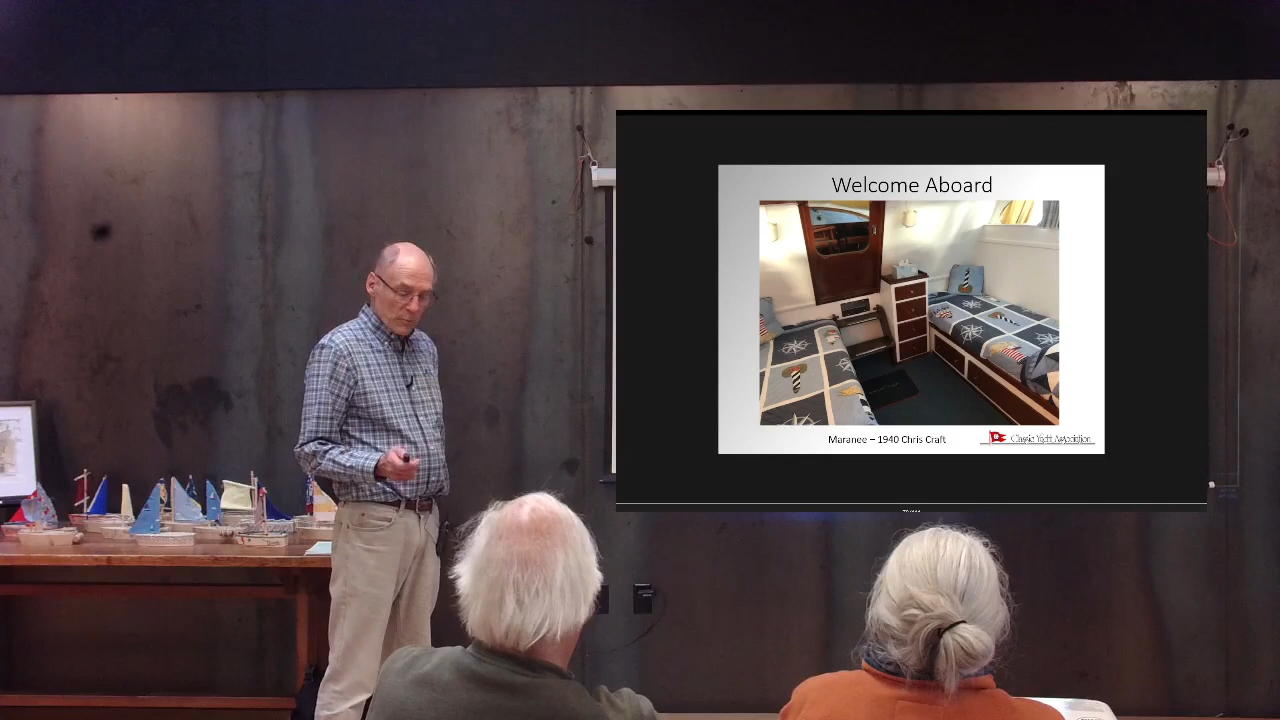 Welcome Aboard
Maranee – 1940 Chris Craft
Classic Yacht Association